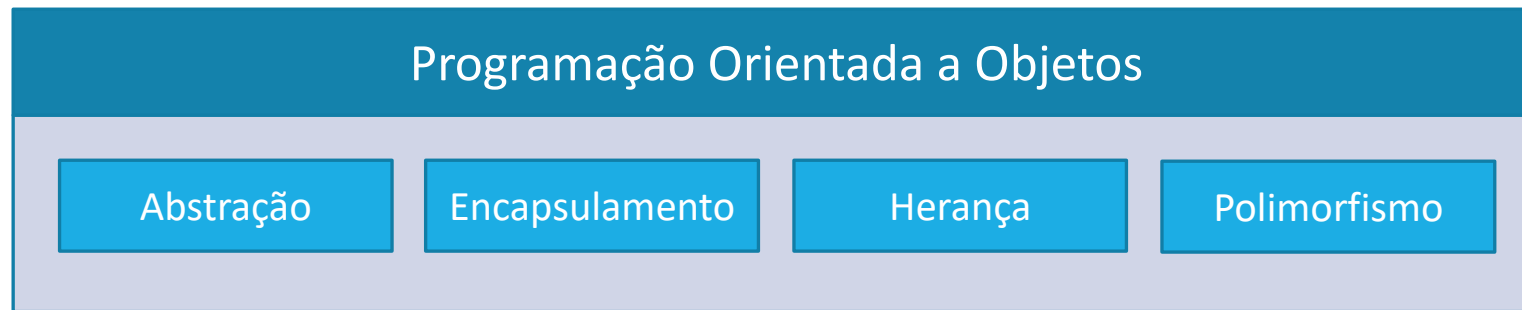 Programação Orientada a Objetos
Abstração
Encapsulamento
Herança
Polimorfismo